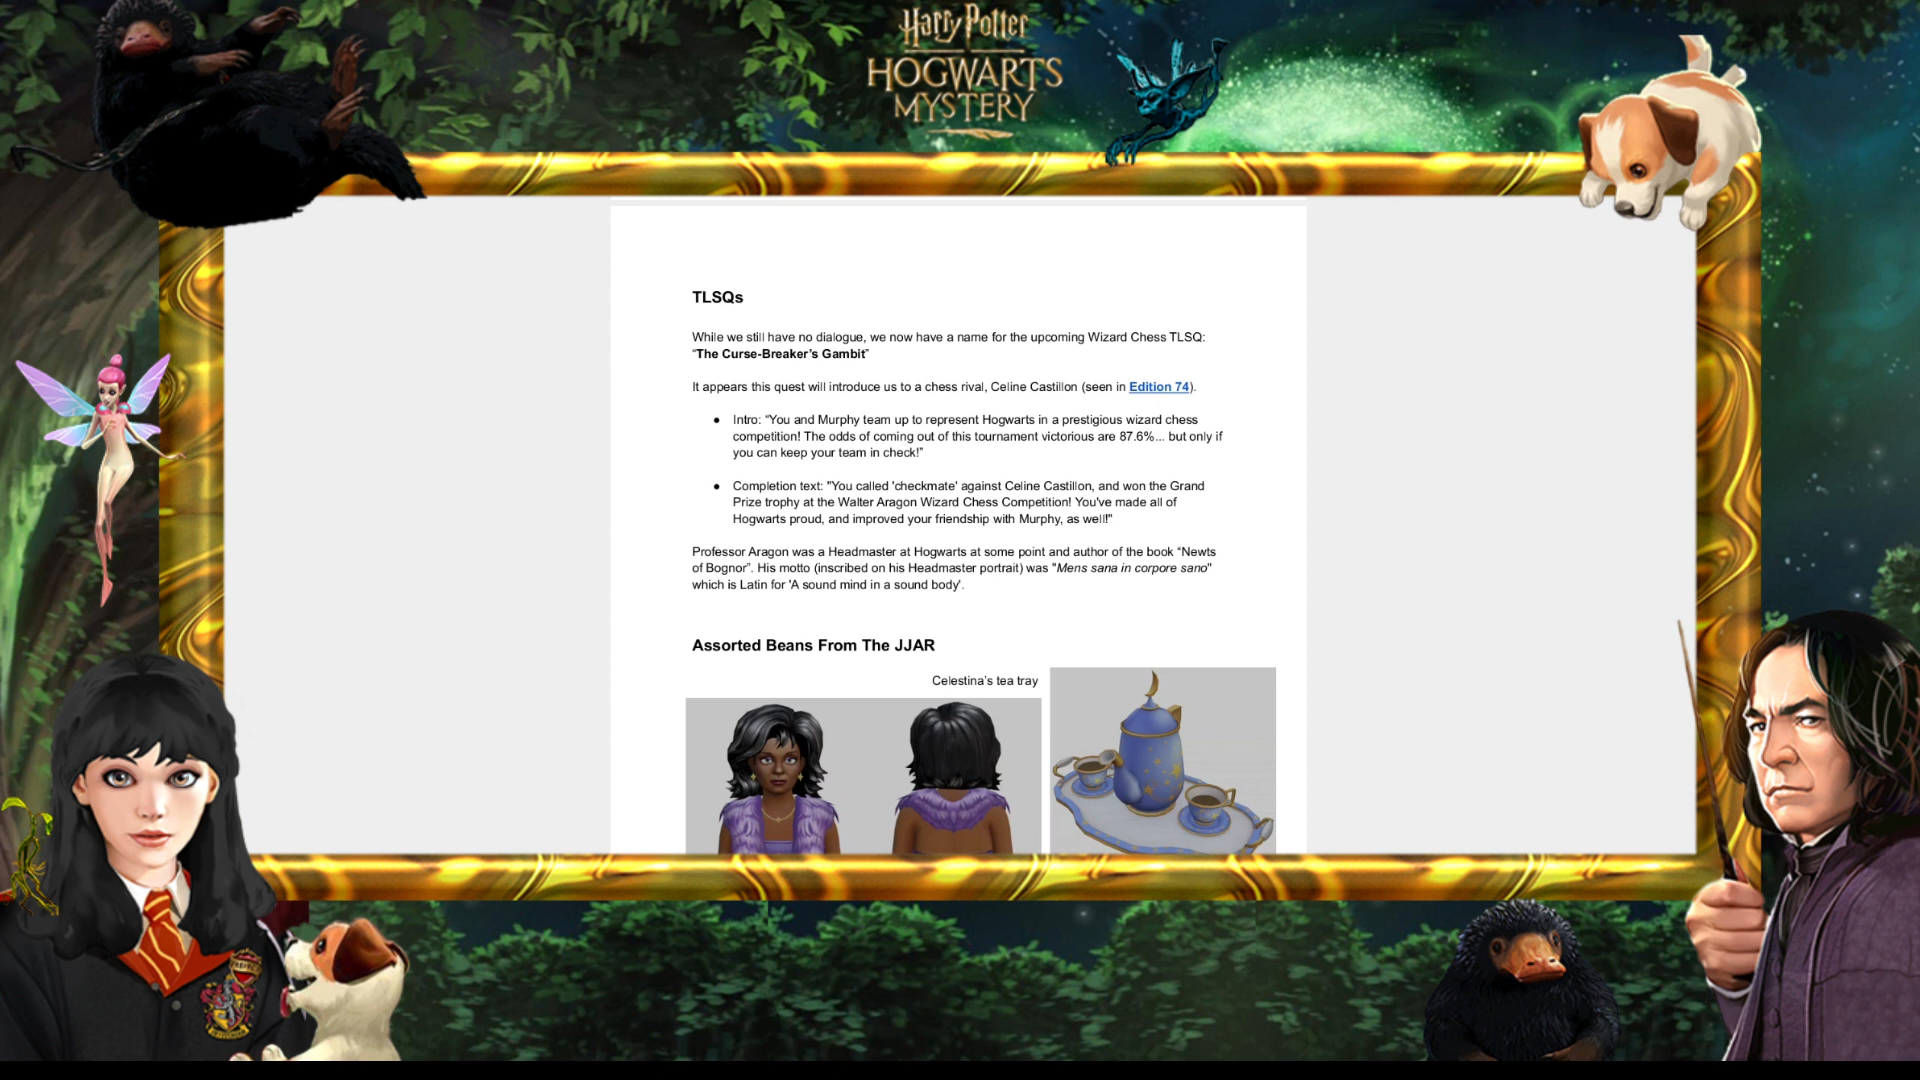 Harry Potter
HOGWARTS
MYSTERY
TLSQs
While we still have no dialogue, we now have a name for the upcoming Wizard Chess TLSQ:
“The Curse-Breaker’s Gambit”
It appears this quest will introduce us to a chess rival, Celine Castillon (seen in Edition 74).
● Intro: “You and Murphy team up to represent Hogwarts in a prestigious wizard chess
competition! The odds of coming out of this tournament victorious are 87.6%... but only if
you can keep your team in check!”
● Completion text: "You called 'checkmate' against Celine Castillon, and won the Grand
Prize trophy at the Walter Aragon Wizard Chess Competition! You've made all of
Hogwarts proud, and improved your friendship with Murphy, as well!"
Professor Aragon was a Headmaster at Hogwarts at some point and author of the book “Newts
of Bognor”. His motto (inscribed on his Headmaster portrait) was "Mens sana in corpore sano"
which is Latin for 'A sound mind in a sound body'.
Assorted Beans From The JJAR
Celestina’s tea tray